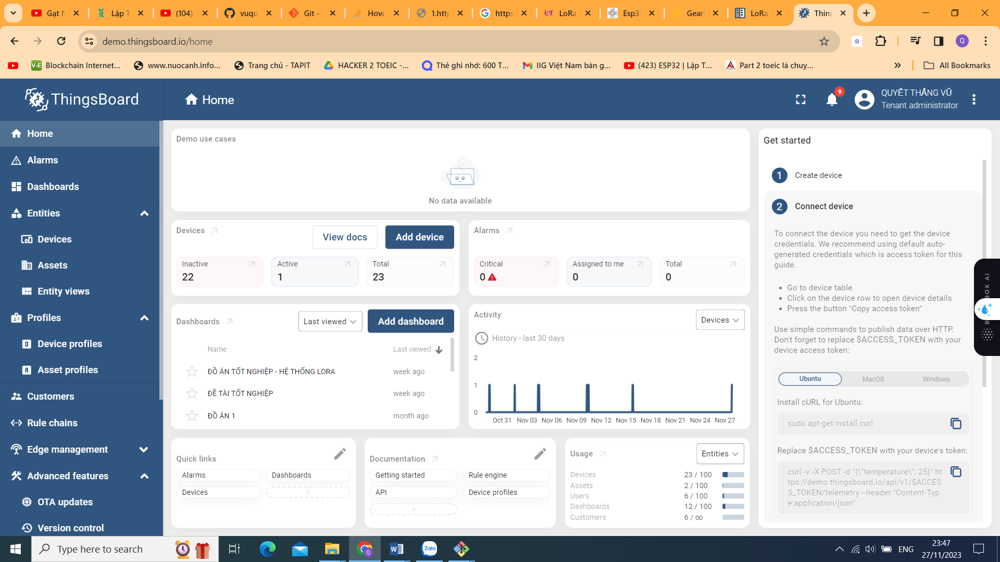 Gạt N
Lập T
(104)
vuqu
Git -
How
1.http
https
LoRa
Esp3
Gear
LoRa
Thing
demo.thingsboard.io/home
B
Q
Blockchain Internet...
www.nuocanh.info...
Trang chủ - TAPIT
HACKER 2 TOEIC -...
Thẻ ghi nhớ: 600 T...
IIG Việt Nam bàn g...
(423) ESP32 | Lập T...
Part 2 toeic là chuy...
»
All Bookmarks
ThingsBoard
Home
9
QUYẾT THẮNG VŨ
Tenant administrator
Home
Alarms
Dashboards
Entities
Devices
Assets
Entity views
Profiles
Device profiles
Asset profiles
Customers
Rule chains
Edge management
Advanced features
OTA updates
Version control
Demo use cases
No data available
Devices
View docs
Add device
Inactive
22
Active
1
Total
23
Alarms
Critical
0
Assigned to me
0
Total
0
Dashboards
Last viewed
Add dashboard
Name
Last viewed
ĐỒ ÁN TỐT NGHIỆP - HỆ THỐNG LORA
week ago
ĐỀ TÀI TỐT NGHIỆP
week ago
ĐỒ ÁN 1
month ago
Activity
Devices
History - last 30 days
2
1
0
Oct 31 Nov 03 Nov 06 Nov 09 Nov 12 Nov 15 Nov 18 Nov 21 Nov 24 Nov 27
Quick links
Alarms
Dashboards
Devices
+
Documentation
Getting started
Rule engine
API
Device profiles
+
Usage
Entities
Devices 23 / 100
Assets 2 / 100
Users 6 / 100
Dashboards 12 / 100
Customers 6 / ∞
Get started
1 Create device
2 Connect device
To connect the device you need to get the device
credentials. We recommend using default auto-
generated credentials which is access token for this
guide.
• Go to device table
• Click on the device row to open device details
• Press the button "Copy access token"
Use simple commands to publish data over HTTP.
Don't forget to replace $ACCESS_TOKEN with your
device access token:
Ubuntu
MacOS
Windows
Install cURL for Ubuntu:
sudo apt-get install curl
Replace $ACCESS_TOKEN with your device's token:
curl -v -X POST -d "{\"temperature\": 25}" ht
tps://demo.thingsboard.io/api/v1/$ACCES
S_TOKEN/telemetry --header "Content-Typ
e:application/json"
BOX AI
Type here to search
Zalo
ENG
23:47
27/11/2023